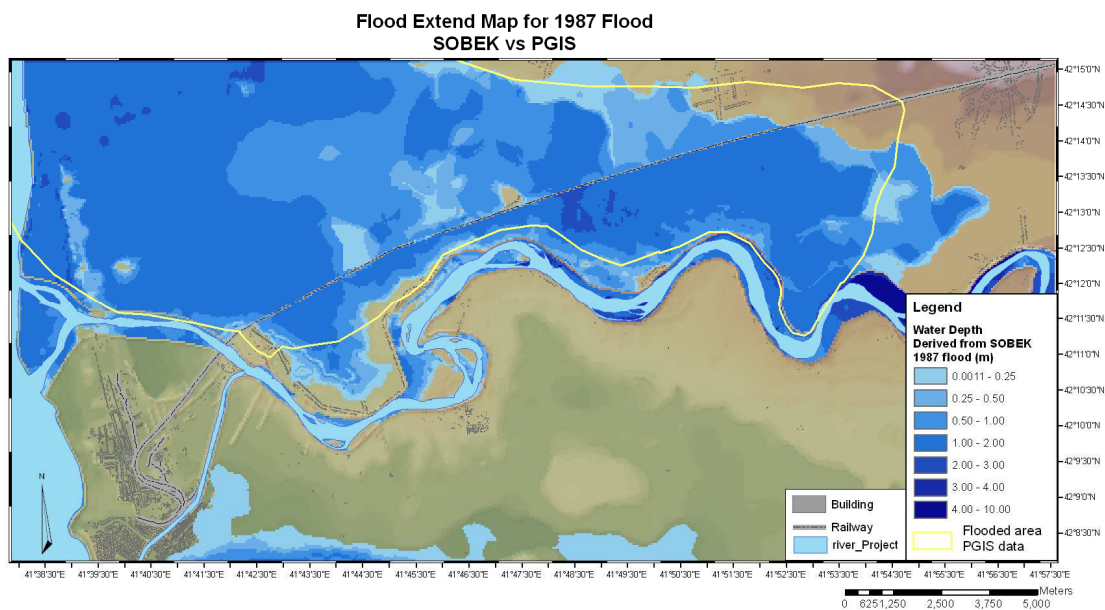 Flood Extend Map for 1987 Flood
SOBEK vs PGIS
42°15'0"N
42°14'30"N
42°14'0"N
42°13'30"N
42°13'0"N
42°12'30"N
42°12'0"N
42°11'30"N
42°11'0"N
42°10'30"N
42°10'0"N
42°9'30"N
42°9'0"N
42°8'30"N
Legend
Water Depth
Derived from SOBEK
1987 flood (m)
0.0011 - 0.25
0.25 - 0.50
0.50 - 1.00
1.00 - 2.00
2.00 - 3.00
3.00 - 4.00
4.00 - 10.00
Flooded area
PGIS data
Building
Railway
river_Project
N
41°38'30"E 41°39'30"E 41°40'30"E 41°41'30"E 41°42'30"E 41°43'30"E 41°44'30"E 41°45'30"E 41°46'30"E 41°47'30"E 41°48'30"E 41°49'30"E 41°50'30"E 41°51'30"E 41°52'30"E 41°53'30"E 41°54'30"E 41°55'30"E 41°56'30"E 41°57'30"E
Meters
0 625 1,250 2,500 3,750 5,000